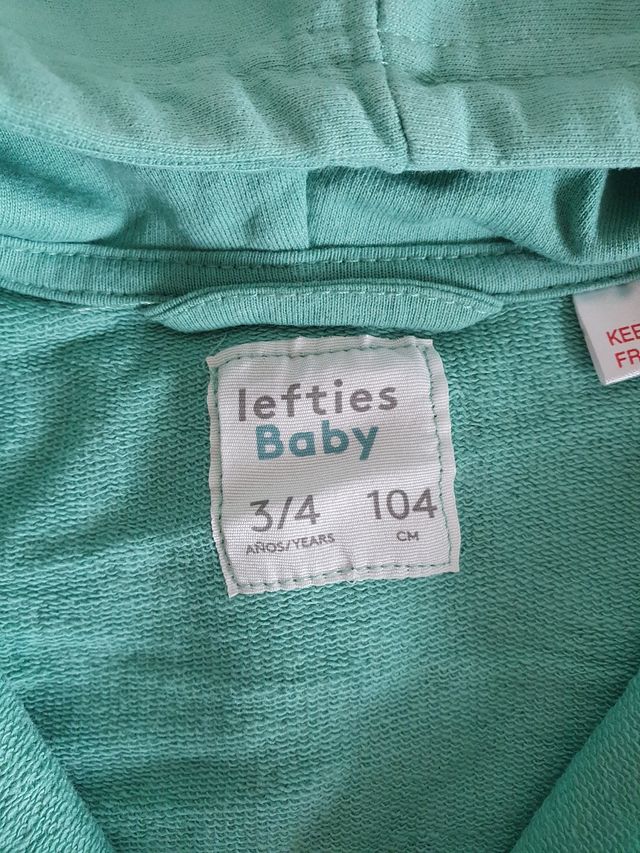 lefties
Baby
3/4 104
AÑOS/YEARS CM